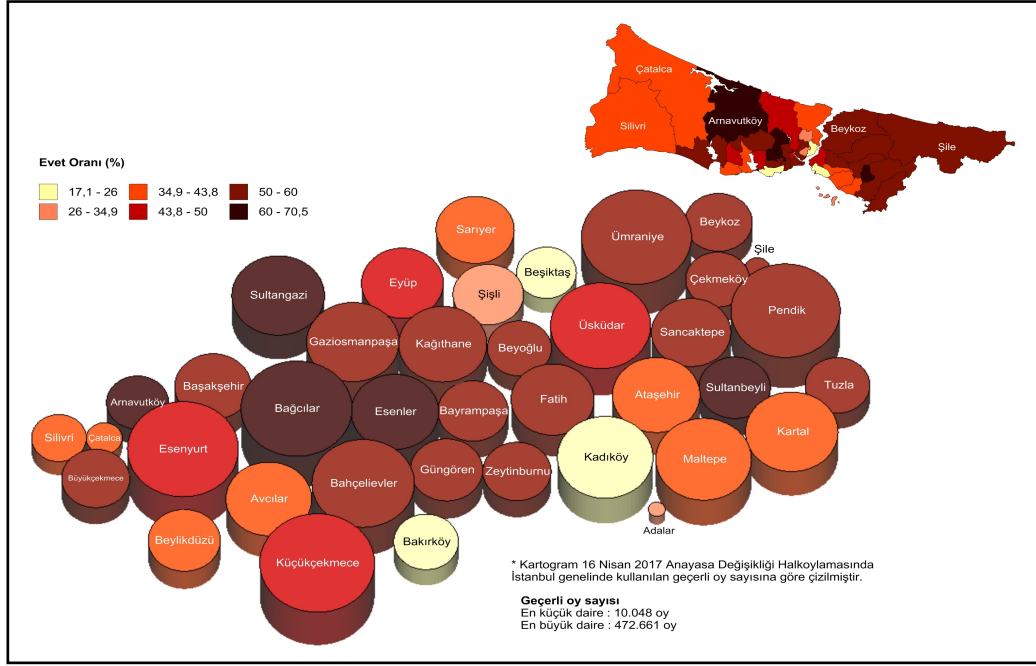 Çatalca
Silivri
Arnavutköy
Beykoz
Şile
Evet Oranı (%)
17,1 - 26
34,9 - 43,8
50 - 60
26 - 34,9
43,8 - 50
60 - 70,5
Sarıyer
Ümraniye
Beykoz
Şile
Beşiktaş
Eyüp
Çekmeköy
Sultangazi
Şişli
Pendik
Üsküdar
Sancaktepe
Gaziosmanpaşa
Kağıthane
Beyoğlu
Başakşehir
Arnavutköy
Bağcılar
Esenler
Bayrampaşa
Fatih
Ataşehir
Sultanbeyli
Tuzla
Silivri
Çatalca
Esenyurt
Kartal
Kadıköy
Maltepe
Büyükçekmece
Avcılar
Bahçelievler
Güngören
Zeytinburnu
Beylikdüzü
Küçükçekmece
Bakırköy
Adalar
* Kartogram 16 Nisan 2017 Anayasa Değişikliği Halkoylamasında
İstanbul genelinde kullanılan geçerli oy sayısına göre çizilmiştir.
Geçerli oy sayısı
En küçük daire : 10.048 oy
En büyük daire : 472.661 oy